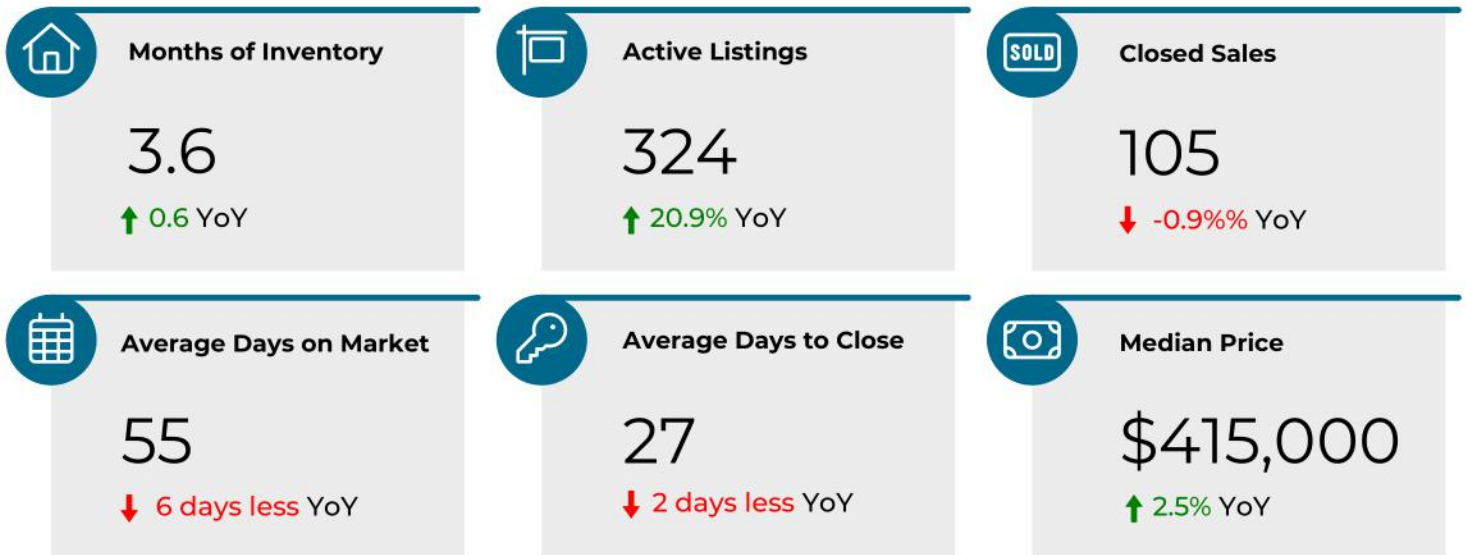 Months of Inventory
3.6
0.6 YoY
Active Listings
324
20.9% YoY
SOLD
Closed Sales
105
-0.9%% YoY
Average Days on Market
55
6 days less YoY
Average Days to Close
27
2 days less YoY
Median Price
$415,000
2.5% YoY